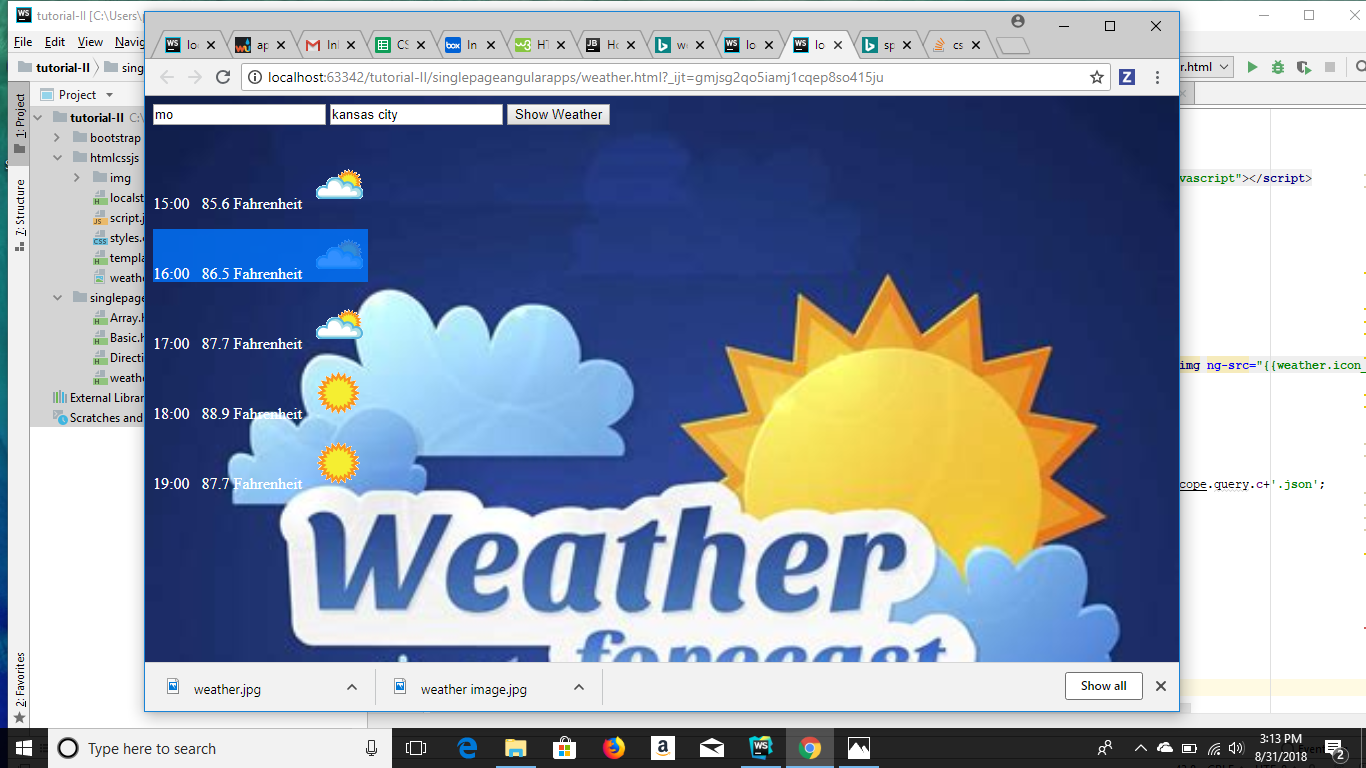 tutorial-II [C:\Users\
File Edit View Navig
tutorial-II sing
r.html
Project
1: Project
7: Structure
2: Favorites
tutorial-II C:\
bootstrap
htmlcssjs
img
localst
script.j
styles.c
templa
weathe
singlepage
Array.h
Basic.h
Directi
weathe
External Librar
Scratches and
lo ap Inl CS In HT Ho we lo lo sp cs
localhost:63342/tutorial-II/singlepageangularapps/weather.html?_ijt=gmjsg2qo5iamj1cqep8so415ju
mo kansas city Show Weather
15:00 85.6 Fahrenheit
16:00 86.5 Fahrenheit
17:00 87.7 Fahrenheit
18:00 88.9 Fahrenheit
19:00 87.7 Fahrenheit
Weather
forecast
vascript"></script>
img ng-src="{{weather.icon_
cope.query.c+'.json';
weather.jpg weather image.jpg Show all
Type here to search
3:13 PM
8/31/2018
2